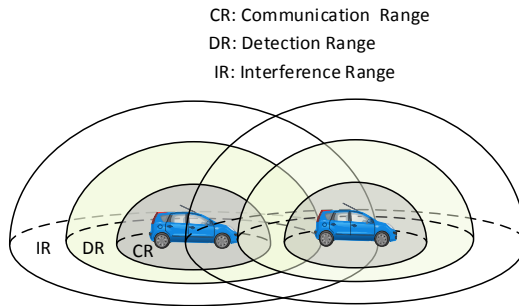 CR: Communication Range
DR: Detection Range
IR: Interference Range
IR DR CR